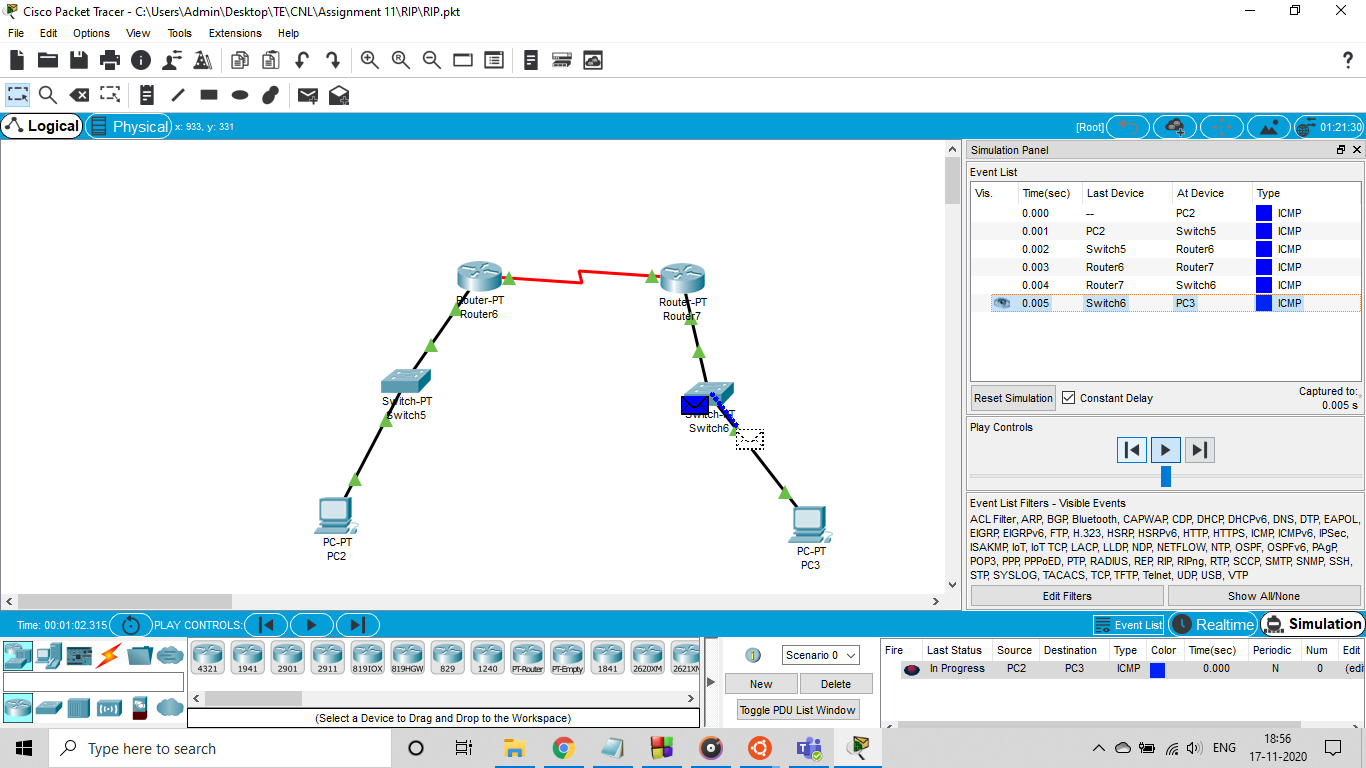 Cisco Packet Tracer - C:\Users\Admin\Desktop\TE\CNL\Assignment 11\RIP\RIP.pkt
File Edit Options View Tools Extensions Help
Logical Physical x: 933, y: 331 [Root] 01:21:30
Simulation Panel
Event List
Vis. Time(sec) Last Device At Device Type
0.000 -- PC2 ICMP
0.001 PC2 Switch5 ICMP
0.002 Switch5 Router6 ICMP
0.003 Router6 Router7 ICMP
0.004 Router7 Switch6 ICMP
0.005 Switch6 PC3 ICMP
Reset Simulation Constant Delay Captured to:
0.005 s
Play Controls
Event List Filters - Visible Events
ACL Filter, ARP, BGP, Bluetooth, CAPWAP, CDP, DHCP, DHCPv6, DNS, DTP, EAPOL,
EIGRP, EIGRPv6, FTP, H.323, HSRP, HSRPv6, HTTP, HTTPS, ICMP, ICMPv6, IPSec,
ISAKMP, IoT, IoT TCP, LACP, LLDP, NDP, NETFLOW, NTP, OSPF, OSPFv6, PAgP,
POP3, PPP, PPPoED, PTP, RADIUS, REP, RIP, RIPng, RTP, SCCP, SMTP, SNMP, SSH,
STP, SYSLOG, TACACS, TCP, TFTP, Telnet, UDP, USB, VTP
Edit Filters Show All/None
Router-PT
Router6
Router-PT
Router7
Switch-PT
Switch5
Switch-PT
Switch6
PC-PT
PC2
PC-PT
PC3
Time: 00:01:02.315 PLAY CONTROLS: Event List Realtime Simulation
4321 1941 2901 2911 819IOX 819HGW 829 1240 PT-Router PT-Empty 1841 2620XM 2621XM
(Select a Device to Drag and Drop to the Workspace)
Scenario 0
New Delete
Toggle PDU List Window
Fire Last Status Source Destination Type Color Time(sec) Periodic Num Edit
In Progress PC2 PC3 ICMP 0.000 N 0 (edi
Type here to search
ENG 18:56
17-11-2020